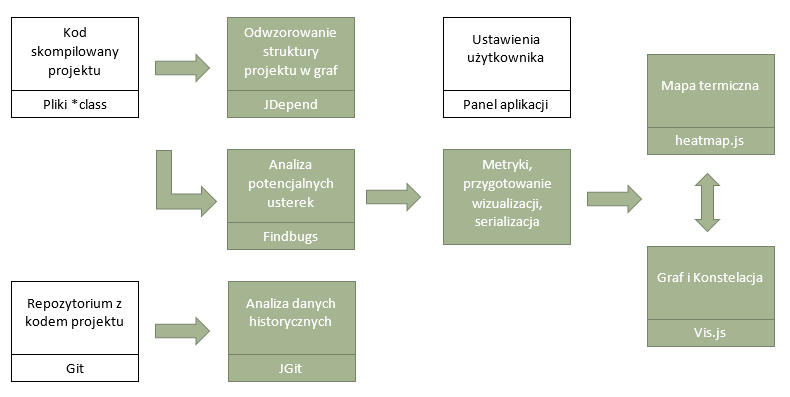 Kod
skompilowany
projektu
Pliki *class
Odwzorowanie
struktury
projektu w graf
JDepend
Ustawienia
użytkownika
Panel aplikacji
Mapa termiczna
heatmap.js
Analiza
potencjalnych
usterek
Findbugs
Metryki,
przygotowanie
wizualizacji,
serializacja
Graf i Konstelacja
Vis.js
Repozytorium z
kodem projektu
Git
Analiza danych
historycznych
JGit